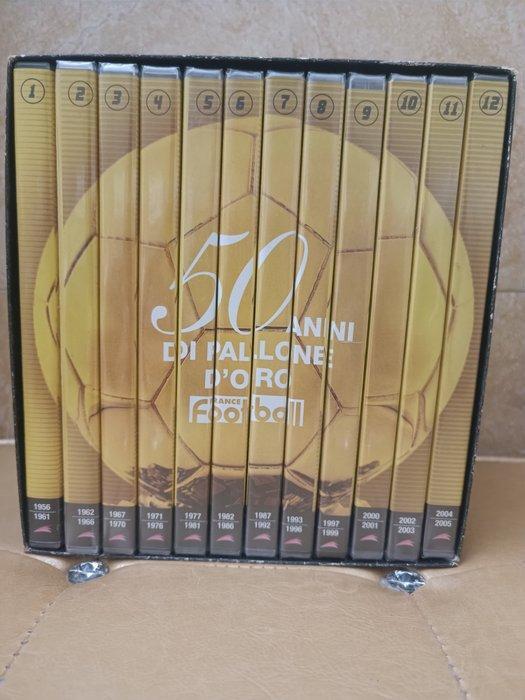 1 2 3 4 5 6 7 8 9 10 11 12
50 ANNI
DI PALLONE
D'ORO
FRANCE
Football
1956 1962 1967 1971 1977 1982 1987 1993 1997 2000 2002 2004
1961 1966 1970 1976 1981 1986 1992 1996 1999 2001 2003 2005